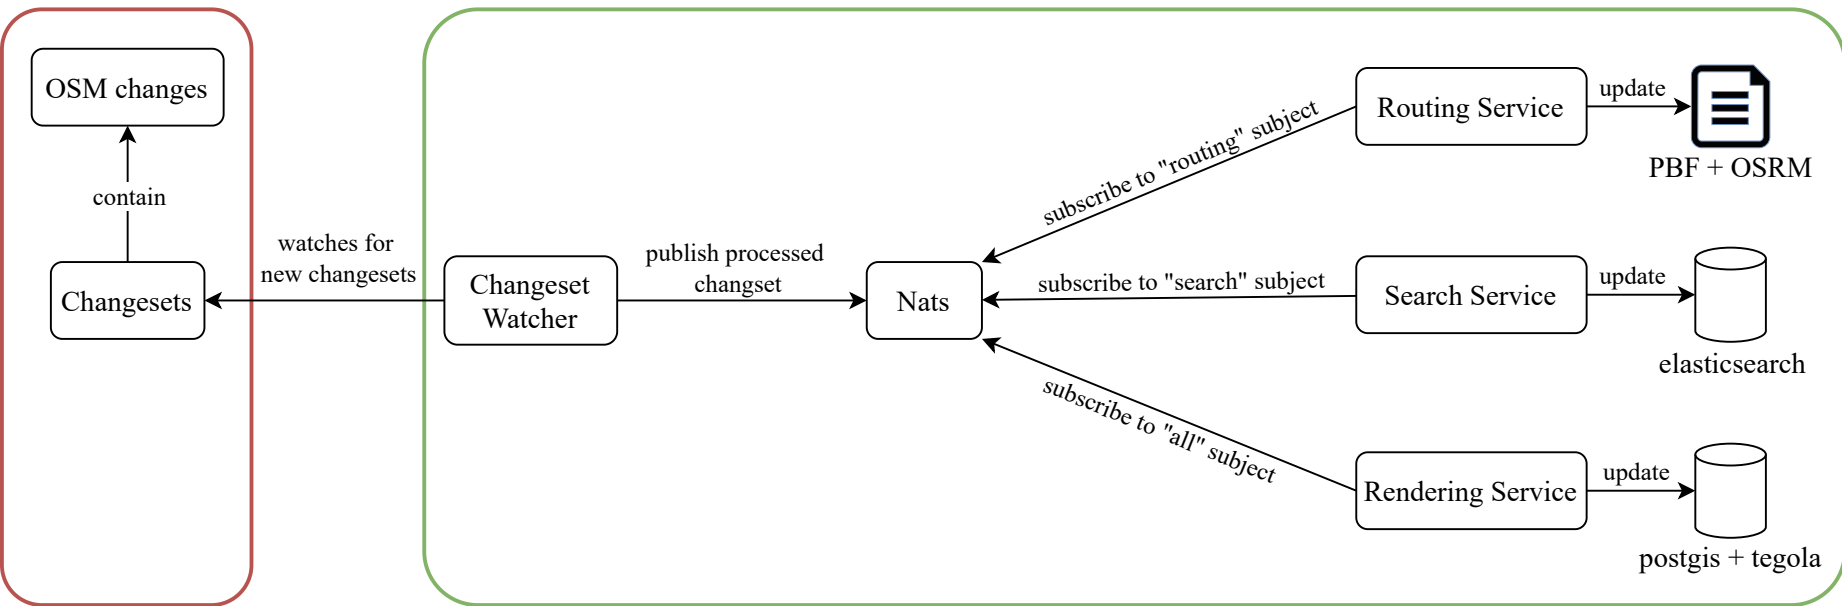 OSM changes
contain
Changesets
watches for
new changesets
Changeset
Watcher
publish processed
changset
Nats
subscribe to "routing" subject
subscribe to "search" subject
subscribe to "all" subject
Routing Service
update
PBF + OSRM
Search Service
update
elasticsearch
Rendering Service
update
postgis + tegola